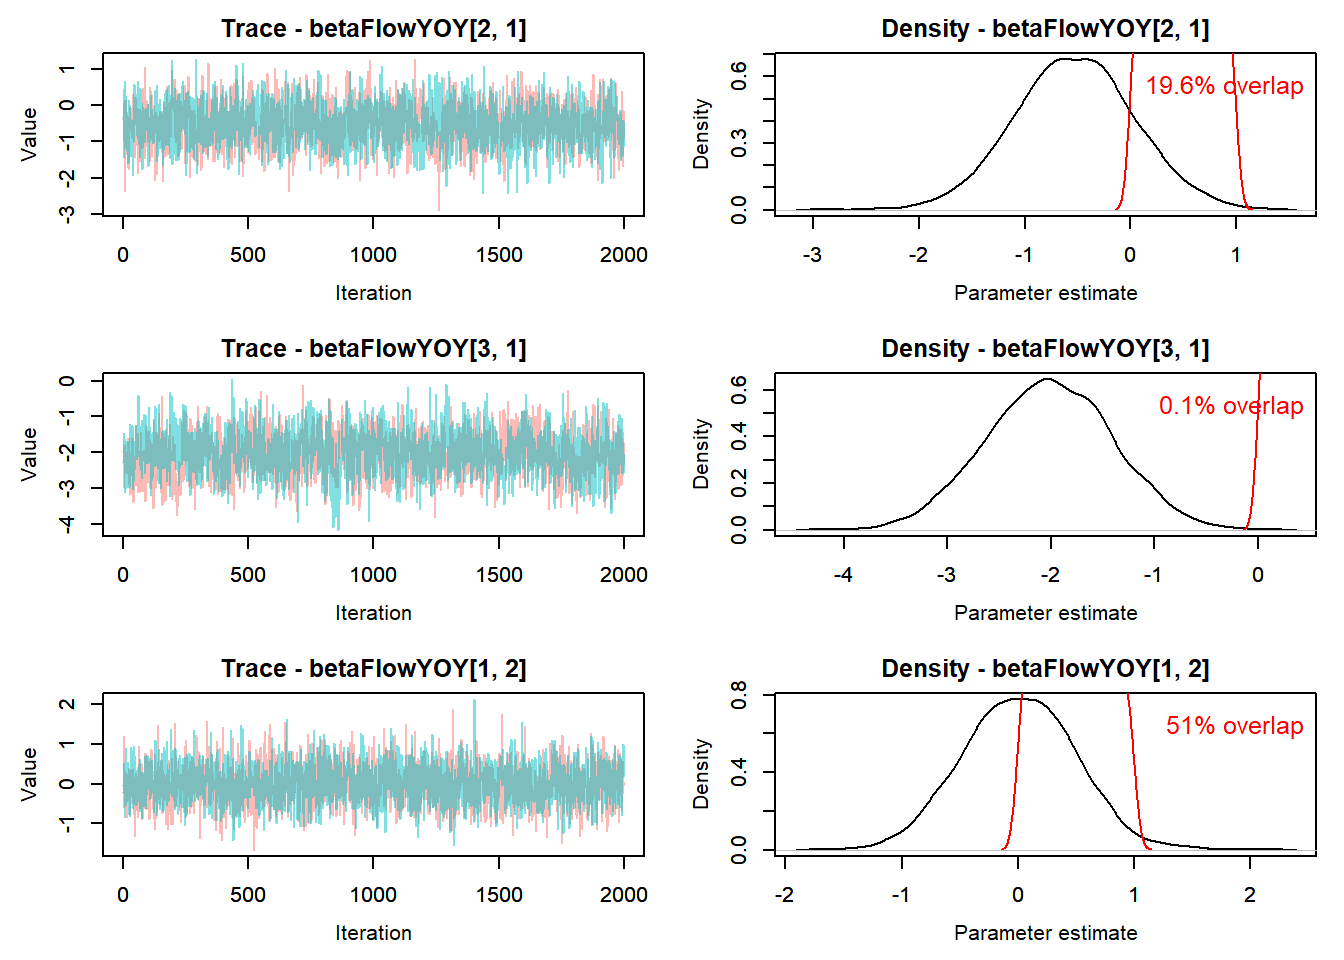 Trace - betaFlowYOY[2, 1]
Value
1
0
-1
-2
-3
0 500 1000 1500 2000
Iteration
Density - betaFlowYOY[2, 1]
19.6% overlap
Density
0.6
0.3
0.0
-3 -2 -1 0 1
Parameter estimate
Trace - betaFlowYOY[3, 1]
Value
0
-1
-2
-3
-4
0 500 1000 1500 2000
Iteration
Density - betaFlowYOY[3, 1]
0.1% overlap
Density
0.6
0.4
0.2
0.0
-4 -3 -2 -1 0
Parameter estimate
Trace - betaFlowYOY[1, 2]
Value
2
1
0
-1
0 500 1000 1500 2000
Iteration
Density - betaFlowYOY[1, 2]
51% overlap
Density
0.8
0.4
0.0
-2 -1 0 1 2
Parameter estimate